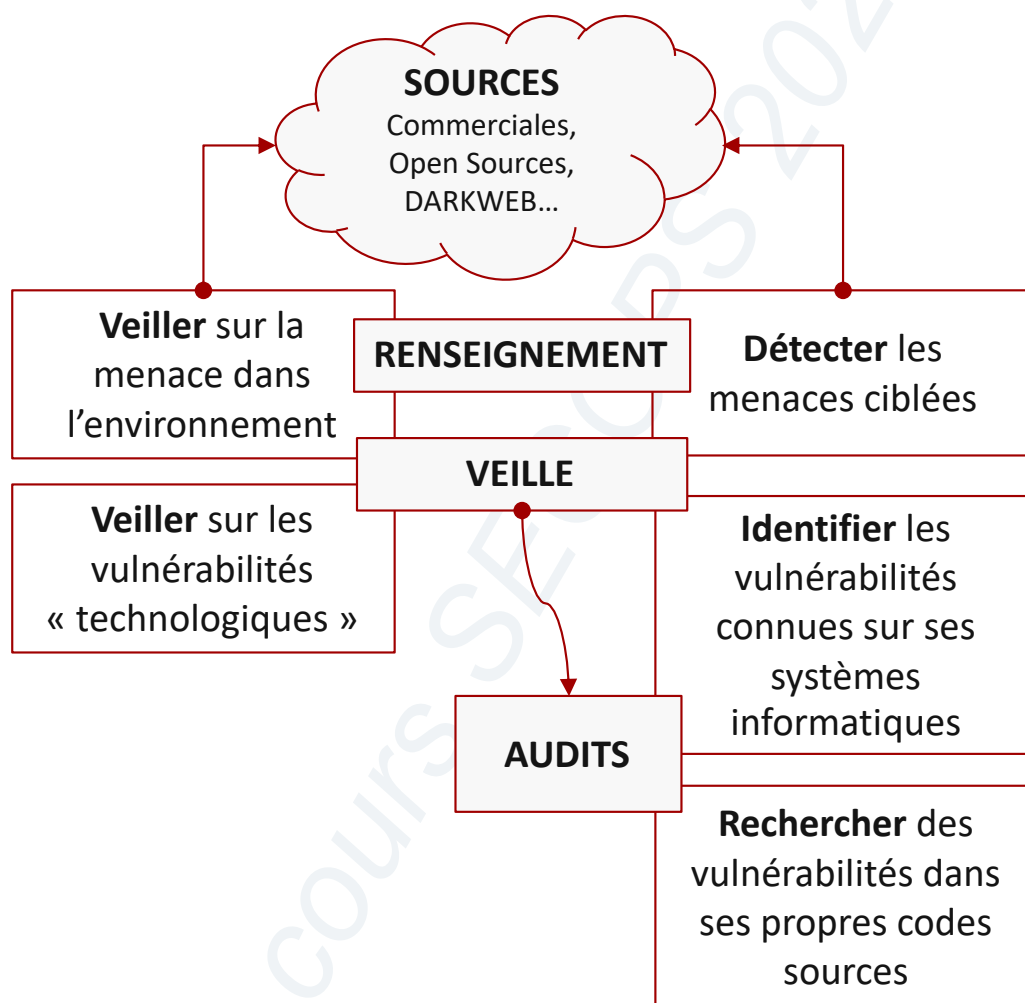 SOURCES
Commerciales,
Open Sources,
DARKWEB…
Veiller sur la
menace dans
l’environnement
RENSEIGNEMENT
Détecter les
menaces ciblées
VEILLE
Veiller sur les
vulnérabilités
« technologiques »
Identifier les
vulnérabilités
connues sur ses
systèmes
informatiques
AUDITS
Rechercher des
vulnérabilités dans
ses propres codes
sources
cours SECOPS